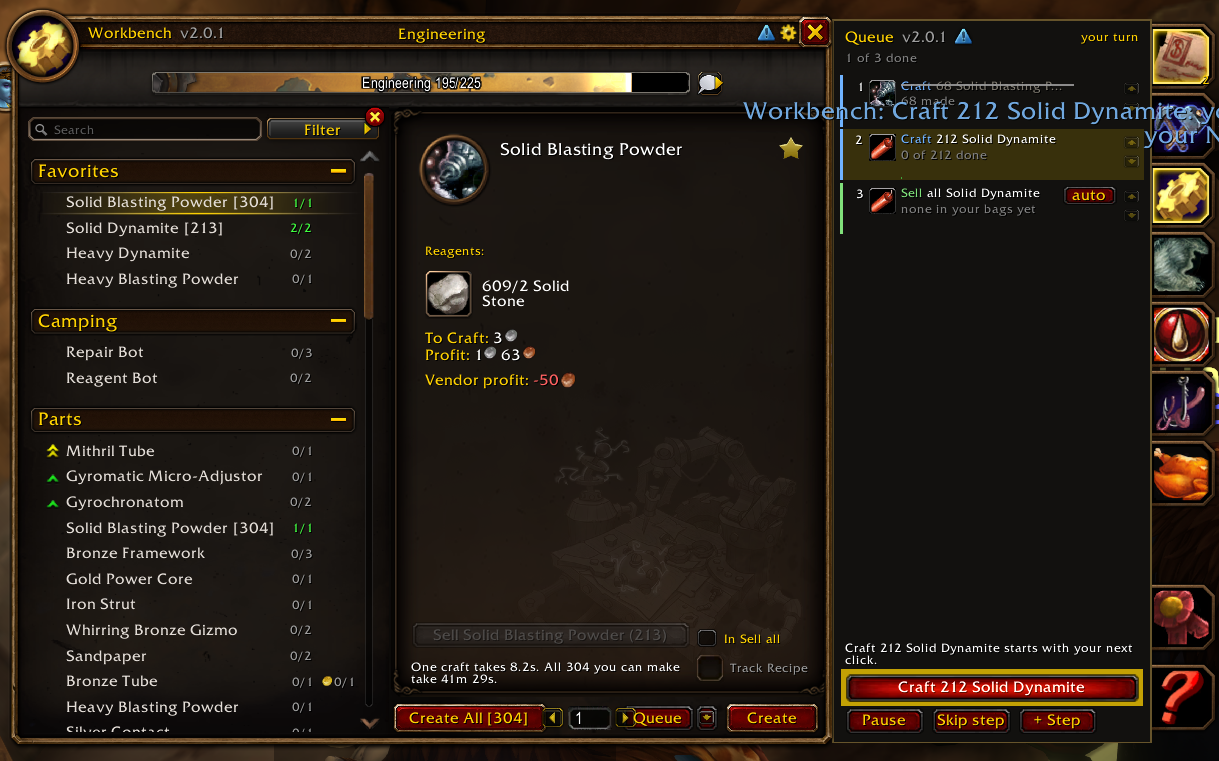 Workbench v2.0.1
Engineering
Engineering 195/225
Search
Filter
Favorites
Solid Blasting Powder [304] 1/1
Solid Dynamite [213] 2/2
Heavy Dynamite 0/2
Heavy Blasting Powder 0/1
Camping
Repair Bot 0/3
Reagent Bot 0/2
Parts
Mithril Tube 0/1
Gyromatic Micro-Adjustor 0/1
Gyrochronatom 0/2
Solid Blasting Powder [304] 1/1
Bronze Framework 0/3
Gold Power Core 0/1
Iron Strut 0/1
Whirring Bronze Gizmo 0/2
Sandpaper 0/2
Bronze Tube 0/1 0/1
Heavy Blasting Powder 0/1
Silver Contact 0/1
Solid Blasting Powder
Reagents:
609/2 Solid
Stone
To Craft: 3
Profit: 1 63
Vendor profit: -50
Sell Solid Blasting Powder (213)
In Sell all
One craft takes 8.2s. All 304 you can make
take 41m 29s.
Track Recipe
Create All [304]
1
Queue
Create
Queue v2.0.1
your turn
1 of 3 done
1 Craft 68 Solid Blasting P...
68 made
Workbench: Craft 212 Solid Dynamite, yo
your N
2 Craft 212 Solid Dynamite
0 of 212 done
3 Sell all Solid Dynamite
auto
none in your bags yet
Craft 212 Solid Dynamite starts with your next
click.
Craft 212 Solid Dynamite
Pause
Skip step
+ Step